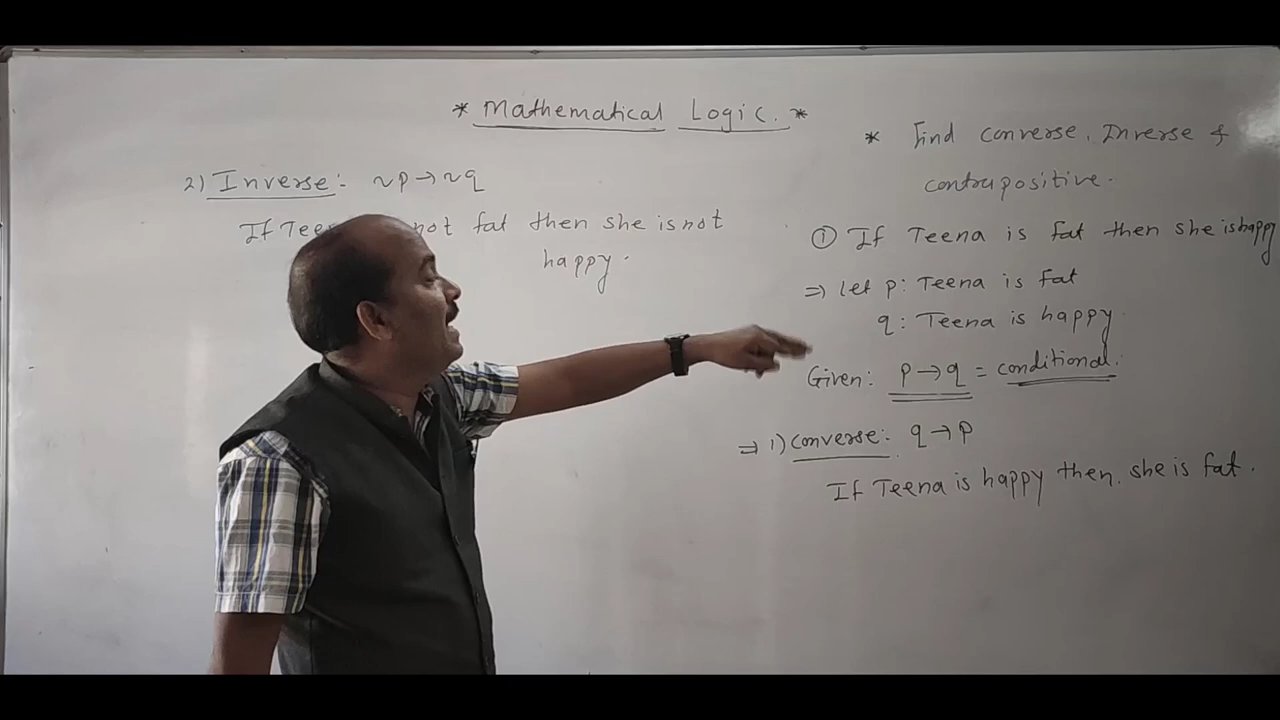 * Mathematical Logic. *
* Find converse, Inverse &
contrapositive.
① If Teena is fat then she is happy
=> let p: Teena is fat
q: Teena is happy.
Given: p→q = conditional.
=> 1) converse:- q→p
If Teena is happy then. she is fat.
2) Inverse:- ~p→~q
If Tee not fat then she is not
happy.